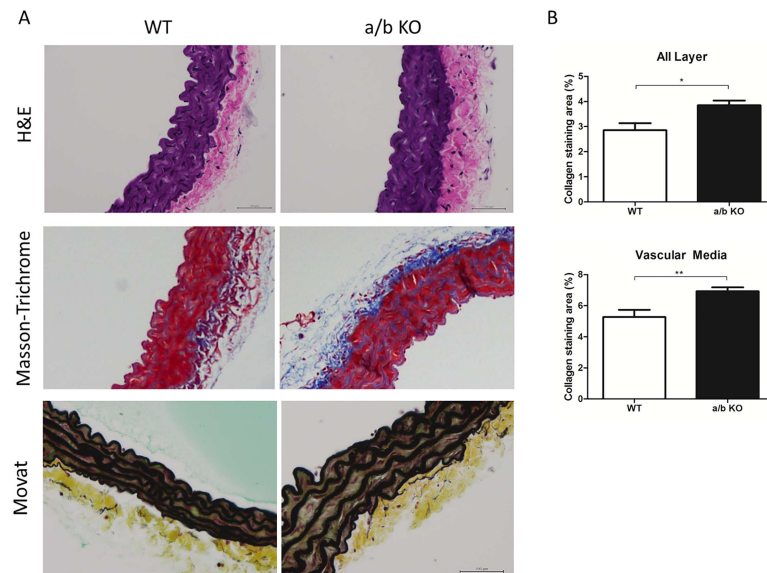 A
WT
a/b KO
H&E
Masson-Trichrome
Movat
B
All Layer
Collagen staining area (%)
5
4
3
2
1
0
*
WT
a/b KO
Vascular Media
Collagen staining area (%)
8
6
4
2
0
**
WT
a/b KO